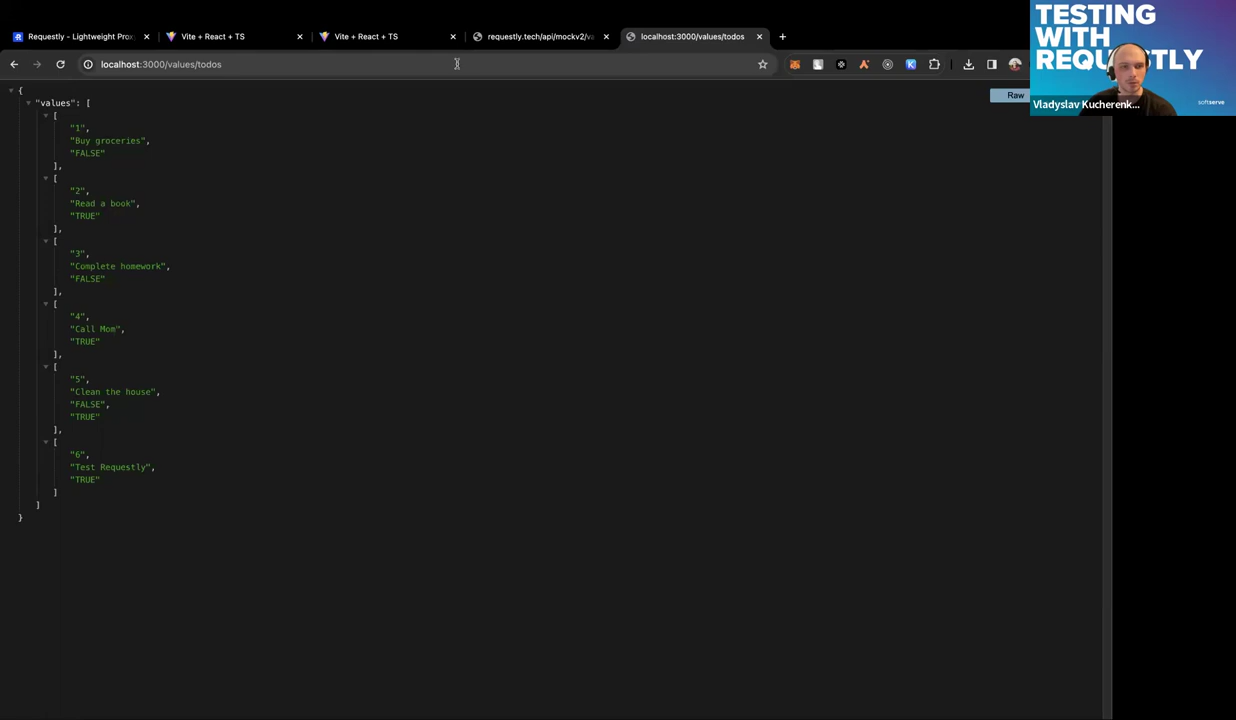 Requestly - Lightweight Prox
Vite + React + TS
Vite + React + TS
requestly.tech/api/mockv2/va
localhost:3000/values/todos
localhost:3000/values/todos
TESTING
WITH
REQUESTLY
softserve
Vladyslav Kucherenk...
Raw
{
"values": [
[
"1",
"Buy groceries",
"FALSE"
],
[
"2",
"Read a book",
"TRUE"
],
[
"3",
"Complete homework",
"FALSE"
],
[
"4",
"Call Mom",
"TRUE"
],
[
"5",
"Clean the house",
"FALSE",
"TRUE"
],
[
"6",
"Test Requestly",
"TRUE"
]
]
}